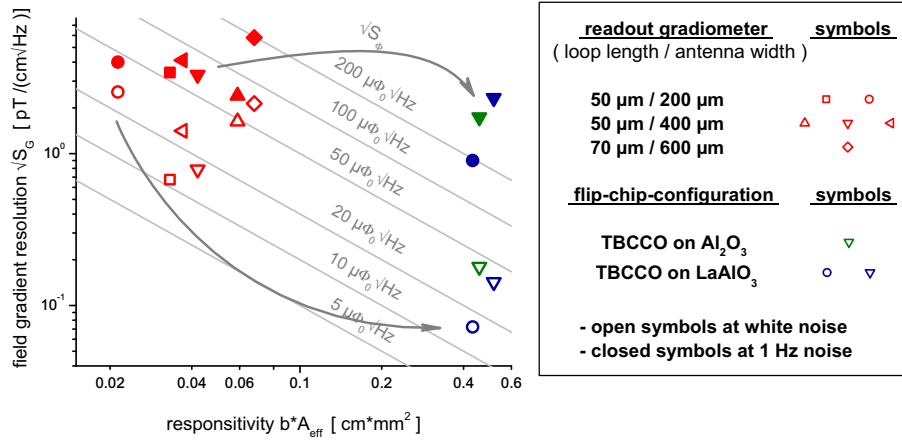 field gradient resolution √S_G [ pT /(cm√Hz) ]
10^0
10^-1
√S_Φ
200 µΦ_0 √Hz
100 µΦ_0 √Hz
50 µΦ_0 √Hz
20 µΦ_0 √Hz
10 µΦ_0 √Hz
5 µΦ_0 √Hz
0.02 0.04 0.06 0.1 0.2 0.4 0.6
responsitivity b*A_eff [ cm*mm^2 ]
readout gradiometer symbols
( loop length / antenna width )
50 µm / 200 µm
50 µm / 400 µm
70 µm / 600 µm
flip-chip-configuration symbols
TBCCO on Al_2O_3
TBCCO on LaAlO_3
- open symbols at white noise
- closed symbols at 1 Hz noise